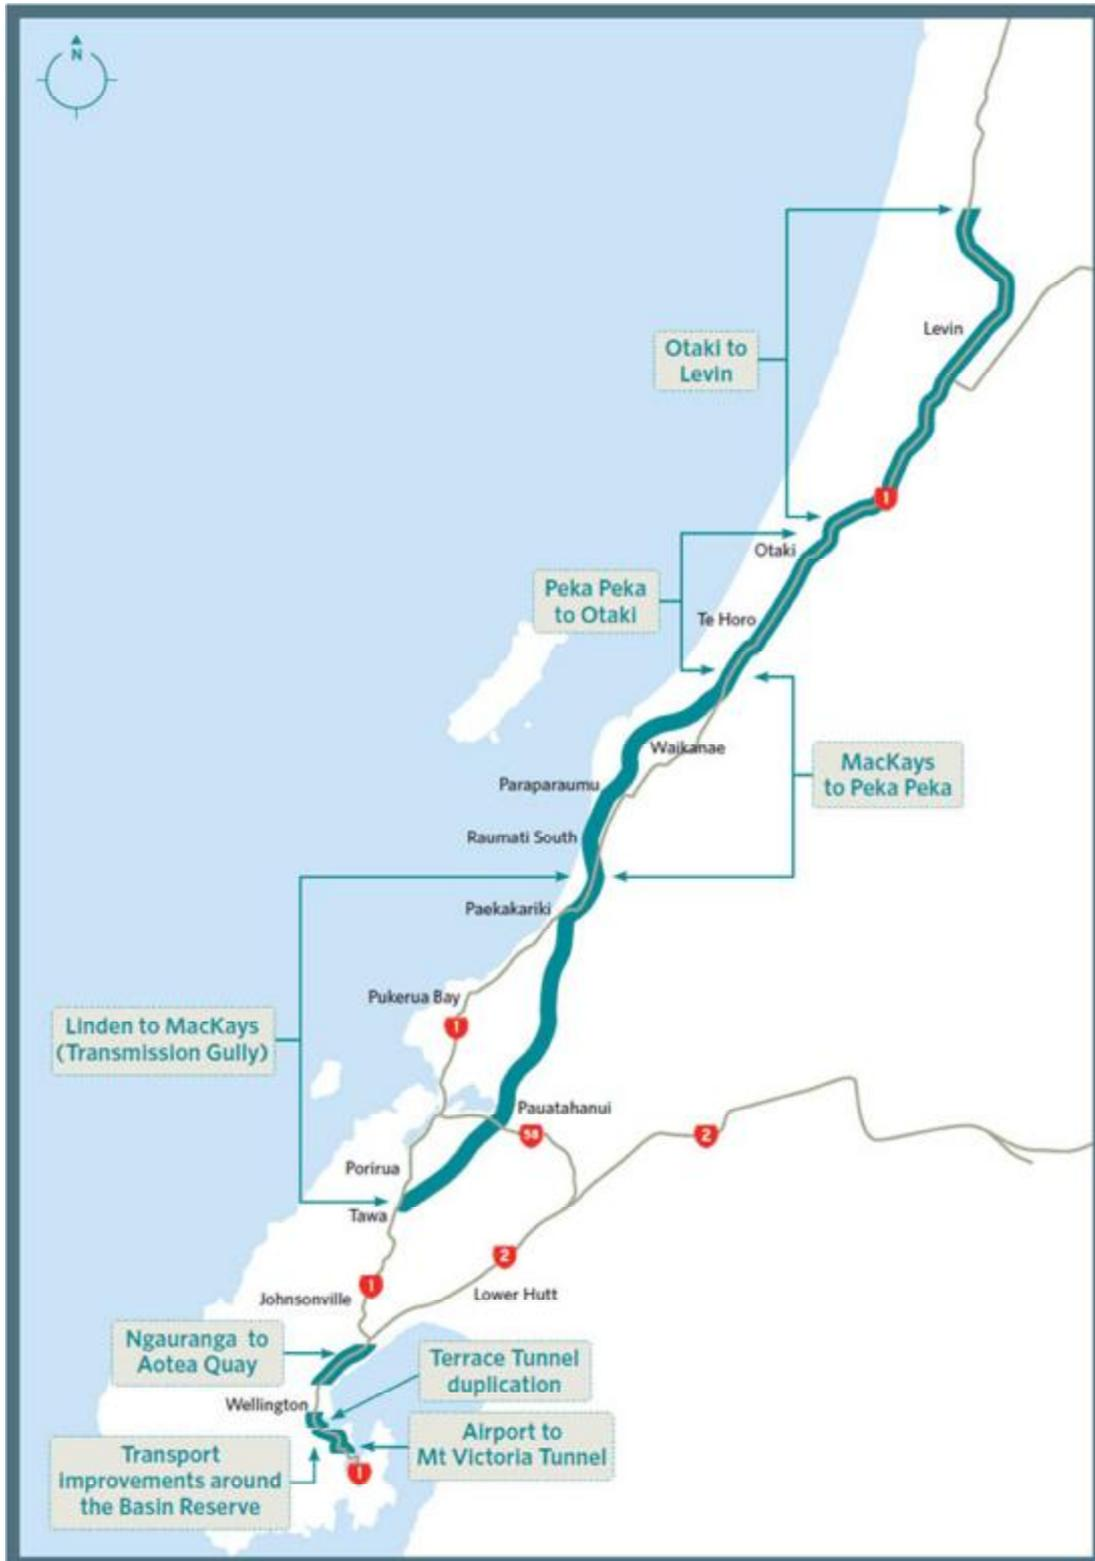 N
Levin
Otaki to
Levin
1
Otaki
Peka Peka
to Otaki
Te Horo
Waikanae
MacKays
to Peka Peka
Paraparaumu
Raumati South
Paekakariki
Pukerua Bay
1
Linden to MacKays
(Transmission Gully)
Pauatahanui
58
2
Porirua
Tawa
2
1
Johnsonville
Lower Hutt
Ngauranga to
Aotea Quay
Terrace Tunnel
duplication
Wellington
Airport to
Mt Victoria Tunnel
Transport
improvements around
the Basin Reserve
1